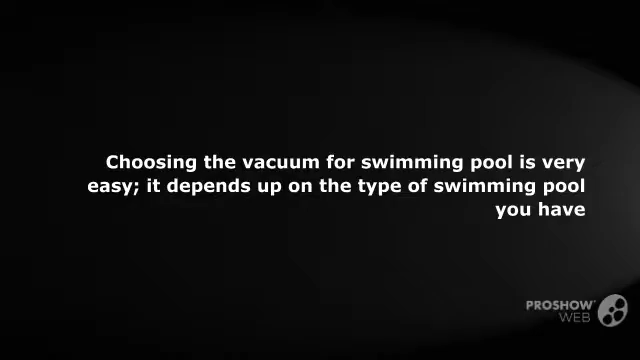 Choosing the vacuum for swimming pool is very
easy; it depends up on the type of swimming pool
you have
PROSHOW
WEB